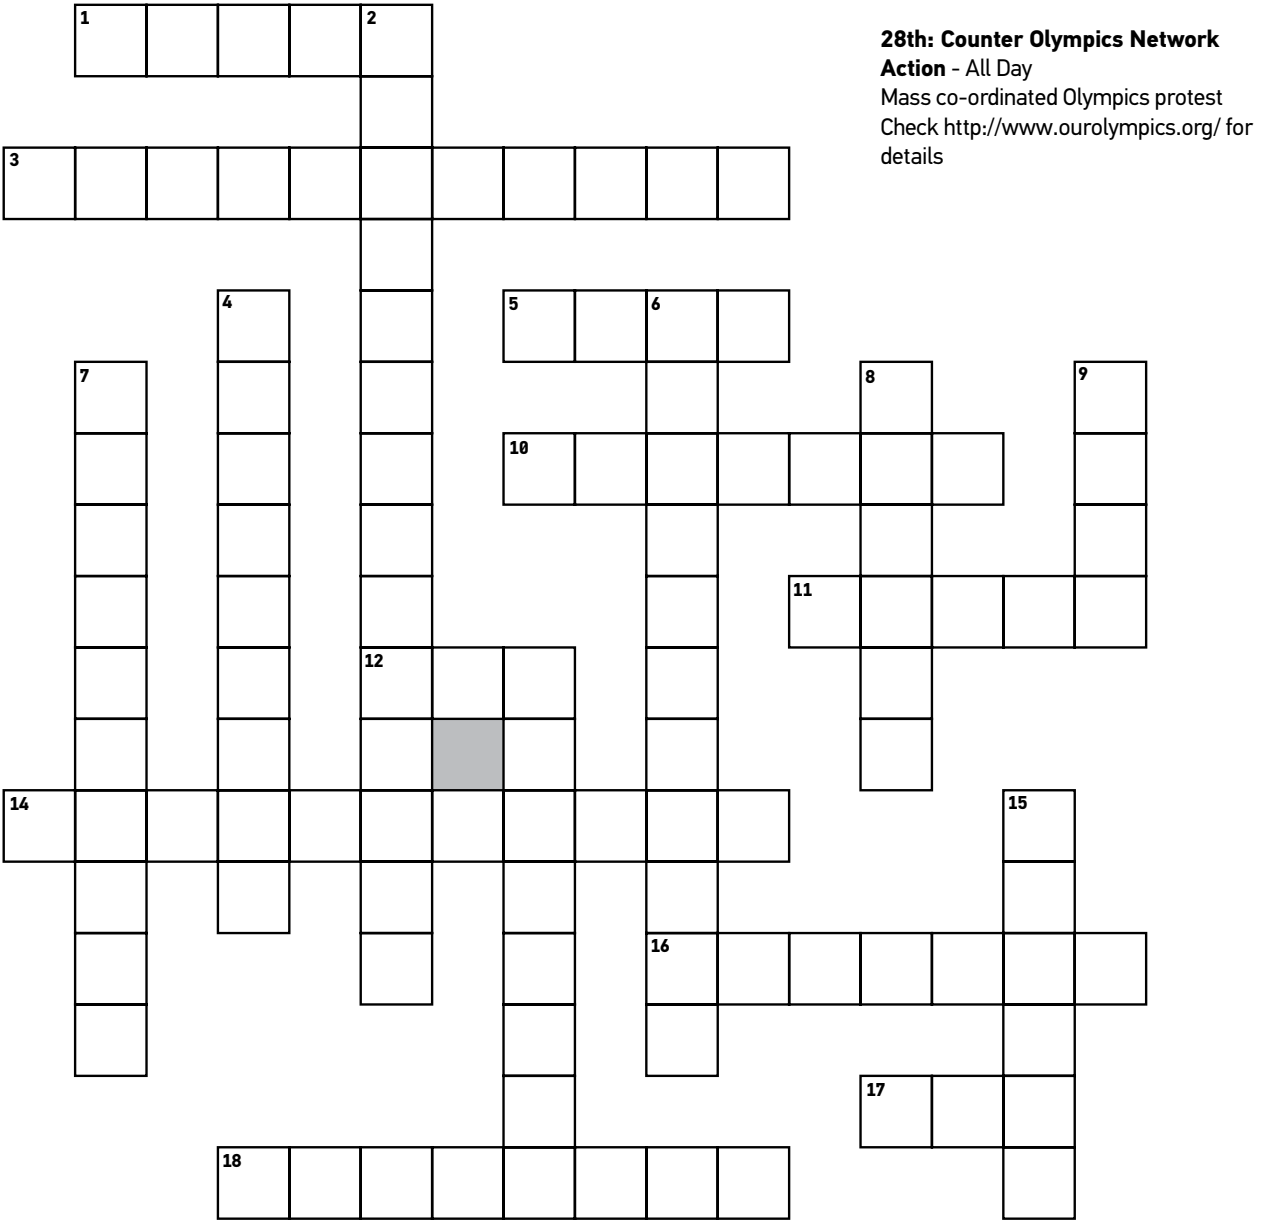 1 2
28th: Counter Olympics Network
Action - All Day
Mass co-ordinated Olympics protest
Check http://www.ourolympics.org/ for
details
3
4 5 6
7 8 9
10
11
12
14 15
16
17
18